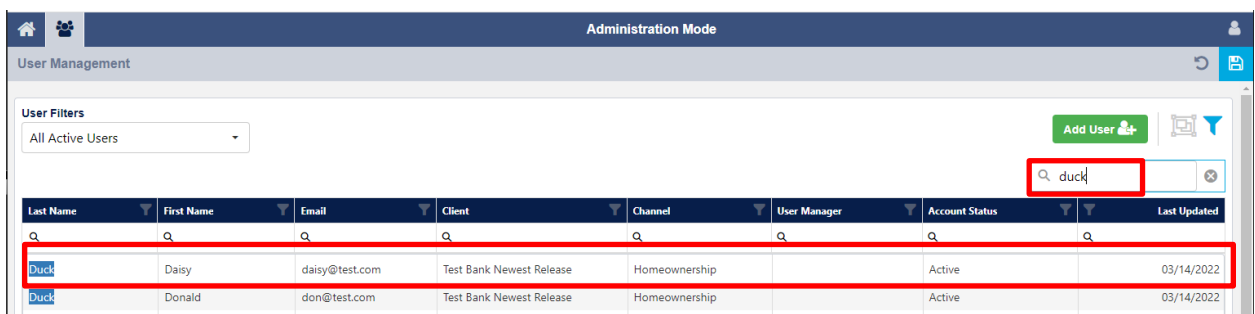 Administration Mode
User Management
User Filters
All Active Users
Add User
duck
Last Name First Name Email Client Channel User Manager Account Status Last Updated
Duck Daisy daisy@test.com Test Bank Newest Release Homeownership Active 03/14/2022
Duck Donald don@test.com Test Bank Newest Release Homeownership Active 03/14/2022